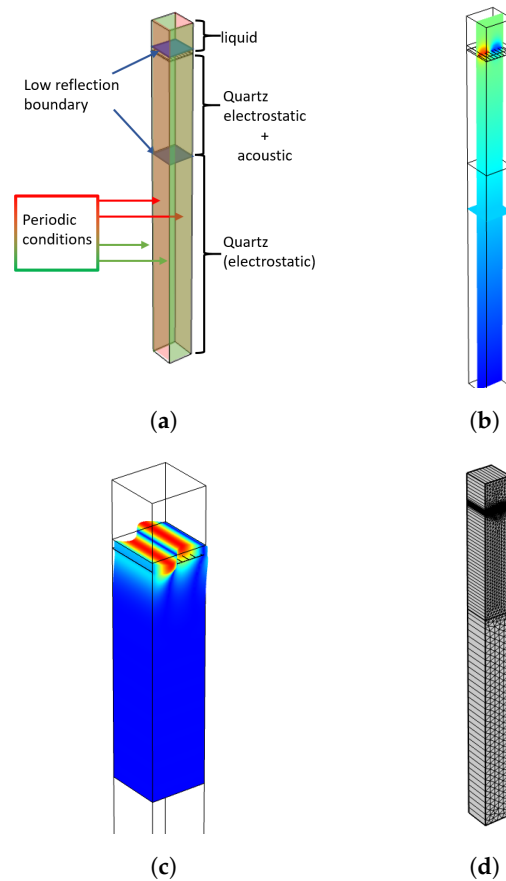 liquid
Low reflection
boundary
Quartz
electrostatic
+
acoustic
Periodic
conditions
Quartz
(electrostatic)
(a)
(b)
(c)
(d)